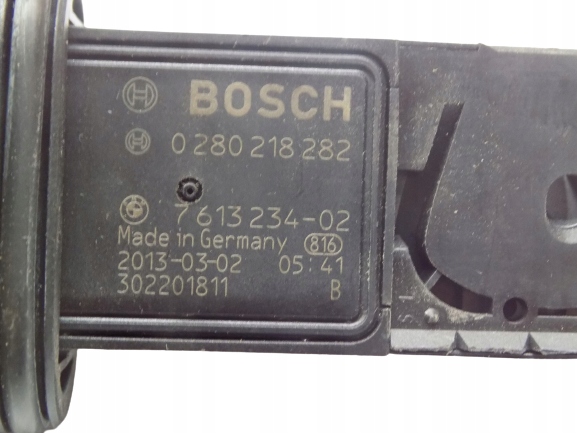 BOSCH
0 280 218 282
7 613 234-02
Made in Germany 816
2013-03-02 05:41
302201811 B
S L